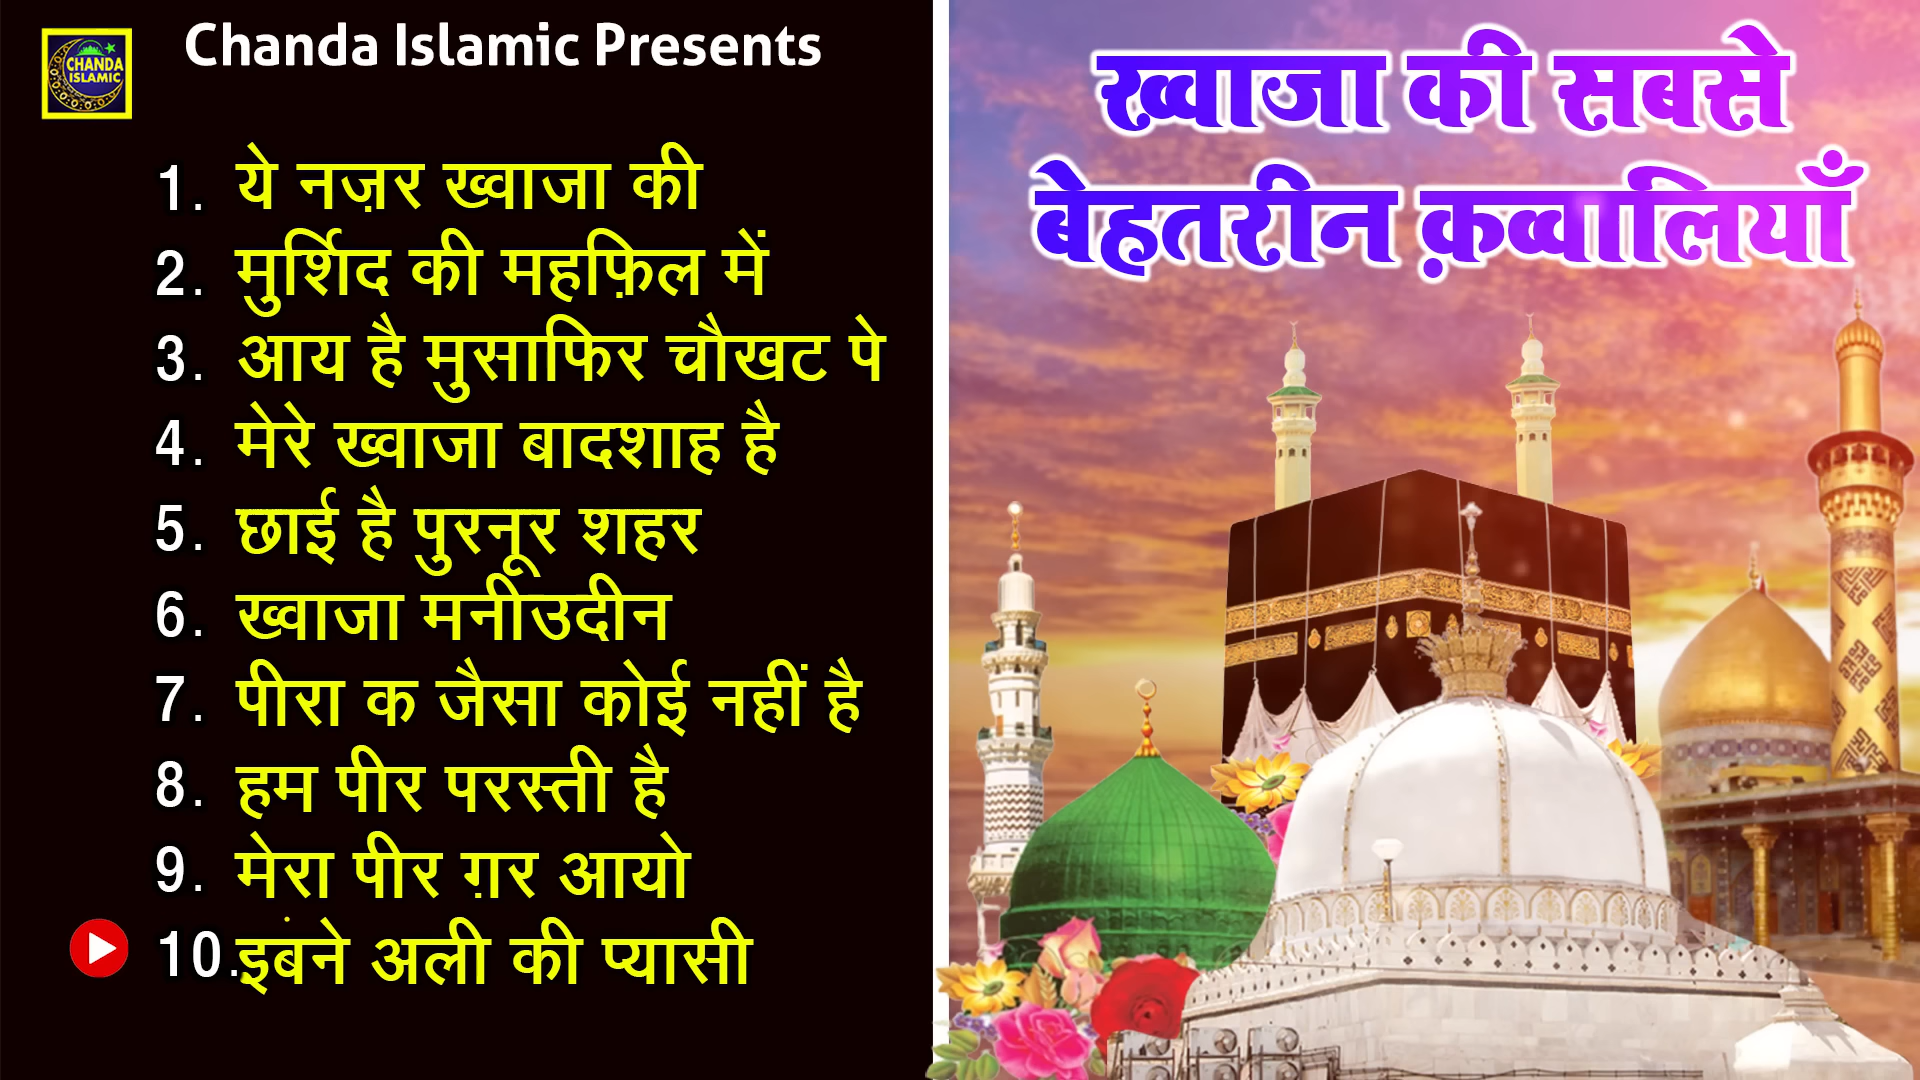 CHANDA
ISLAMIC
Chanda Islamic Presents
1. ये नज़र ख्वाजा की
2. मुर्शिद की महफ़िल में
3. आय है मुसाफिर चौखट पे
4. मेरे ख्वाजा बादशाह है
5. छाई है पुरनूर शहर
6. ख्वाजा मनीउदीन
7. पीरा क जैसा कोई नहीं है
8. हम पीर परस्ती है
9. मेरा पीर ग़र आयो
10. इंब़ने अली की प्यासी
ख्वाजा की सबसे
बेहतरीन क़व्वालियाँ